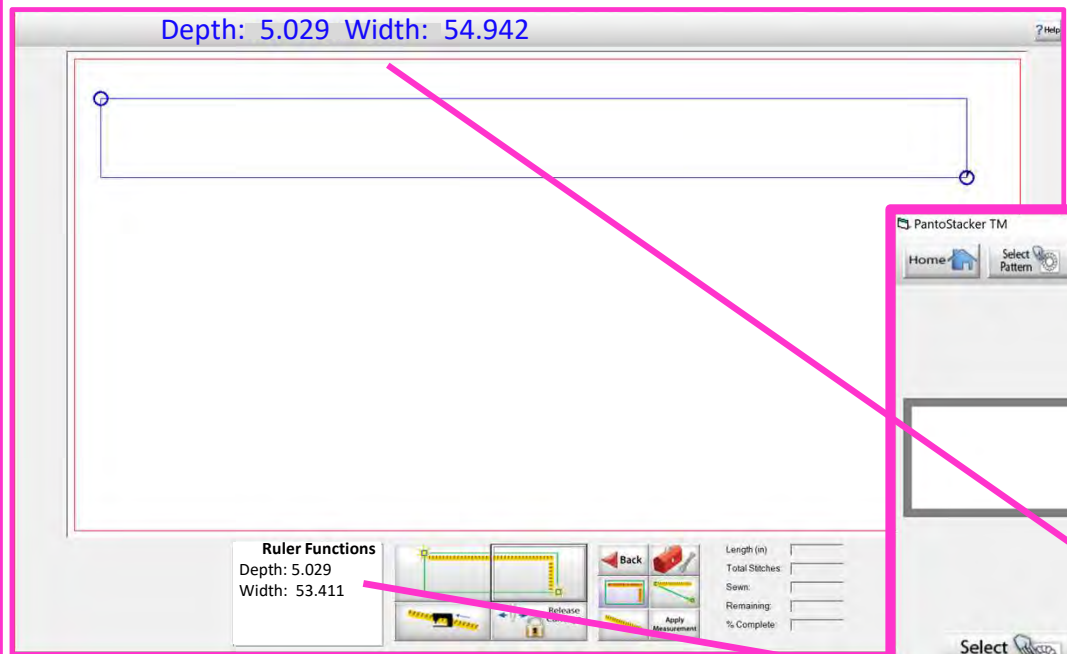 Depth: 5.029 Width: 54.942
? Help
PantoStacker TM
Home
Select
Pattern
Ruler Functions
Depth: 5.029
Width: 53.411
Release
Back
Apply
Measurement
Length (in)
Total Stitches:
Sewn:
Remaining:
% Complete:
Select